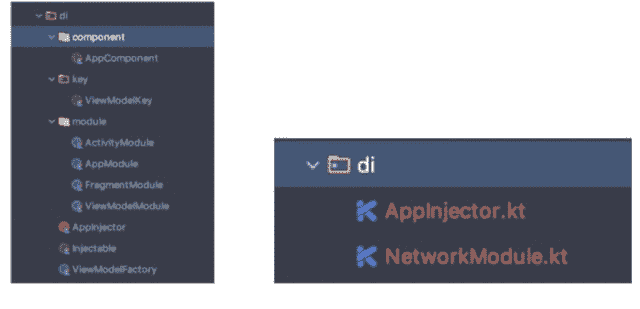 di
component
AppComponent
key
ViewModelKey
module
ActivityModule
AppModule
FragmentModule
ViewModelModule
AppInjector
Injectable
ViewModelFactory
di
AppInjector.kt
NetworkModule.kt